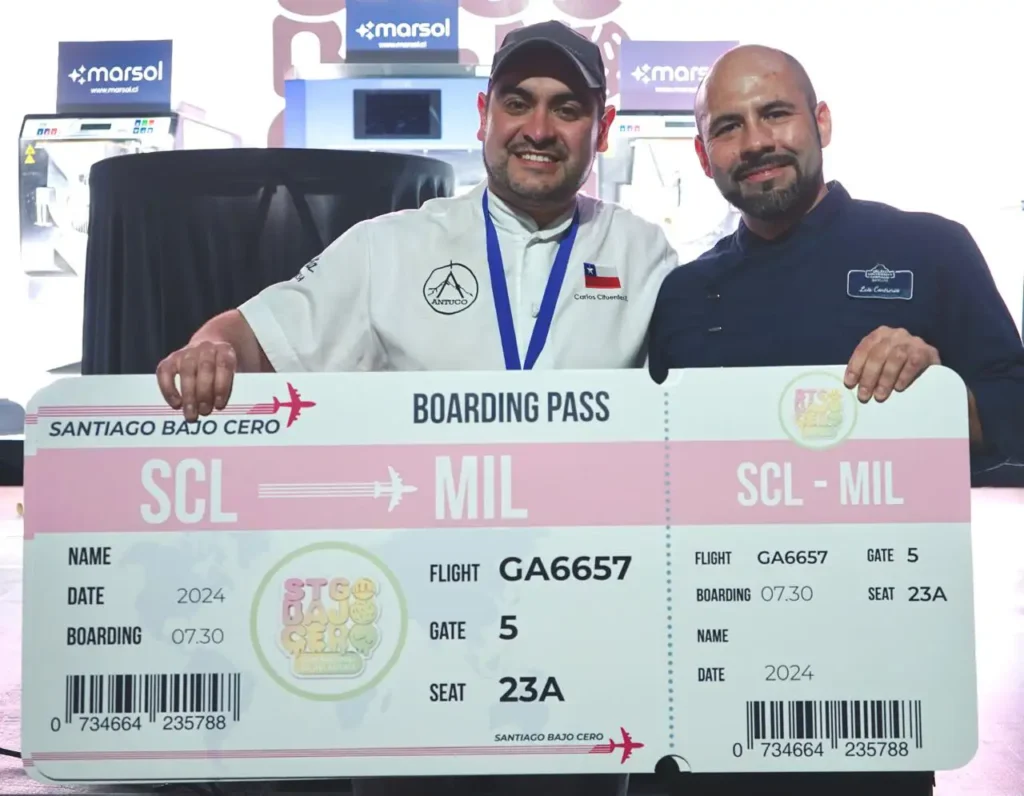 marsol
www.marsol.cl
marsol
www.marsol.cl
mars
ANTUCO
Carlos Cifuentes
BOARDING PASS
SANTIAGO BAJO CERO
SCL MIL
SCL - MIL
NAME
DATE 2024
BOARDING 07.30
STGO
BAJO
CERO
FLIGHT GA6657
GATE 5
SEAT 23A
0 734664 235788
SANTIAGO BAJO CERO
FLIGHT GA6657 GATE 5
BOARDING 07.30 SEAT 23A
NAME
DATE 2024
0 734664 235788